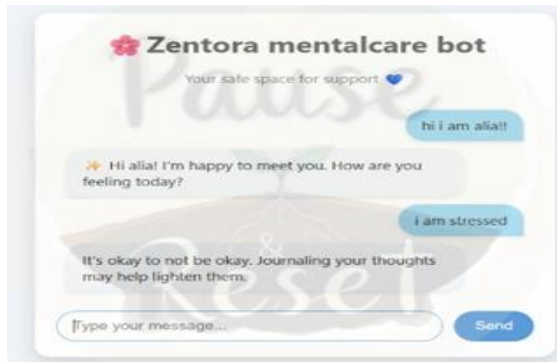 🌸 Zentora mentalcare bot
Your safe space for support 💙
Pause
hi i am alia!!
✨ Hi alia! I'm happy to meet you. How are you
feeling today?
i am stressed
It's okay to not be okay. Journaling your thoughts
may help lighten them.
&
Reset
Type your message...
Send